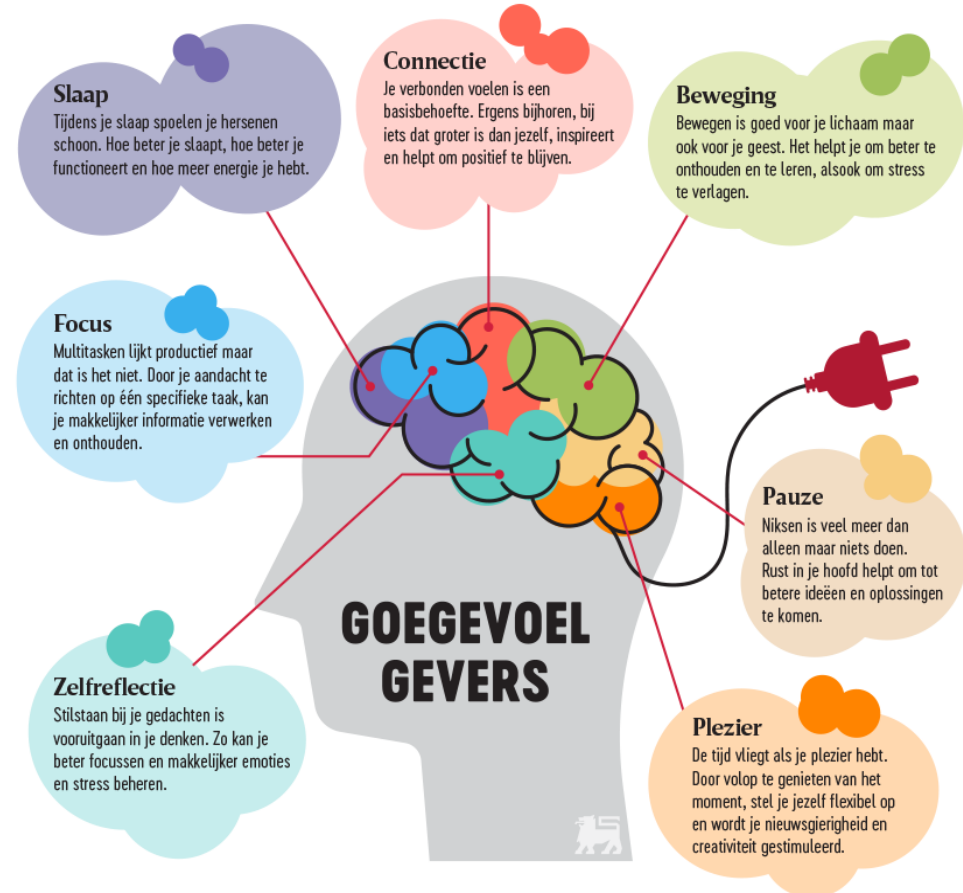 Slaap
Tijdens je slaap spoelen je hersenen
schoon. Hoe beter je slaapt, hoe beter je
functioneert en hoe meer energie je hebt.
Connectie
Je verbonden voelen is een
basisbehoefte. Ergens bijhoren, bij
iets dat groter is dan jezelf, inspireert
en helpt om positief te blijven.
Beweging
Bewegen is goed voor je lichaam maar
ook voor je geest. Het helpt je om beter te
onthouden en te leren, alsook om stress
te verlagen.
Focus
Multitasken lijkt productief maar
dat is het niet. Door je aandacht te
richten op één specifieke taak, kan
je makkelijker informatie verwerken
en onthouden.
Pauze
Niksen is veel meer dan
alleen maar niets doen.
Rust in je hoofd helpt om tot
betere ideeën en oplossingen
te komen.
GOEGEVOEL
GEVERS
Zelfreflectie
Stilstaan bij je gedachten is
vooruitgaan in je denken. Zo kan je
beter focussen en makkelijker emoties
en stress beheren.
Plezier
De tijd vliegt als je plezier hebt.
Door volop te genieten van het
moment, stel je jezelf flexibel op
en wordt je nieuwsgierigheid en
creativiteit gestimuleerd.